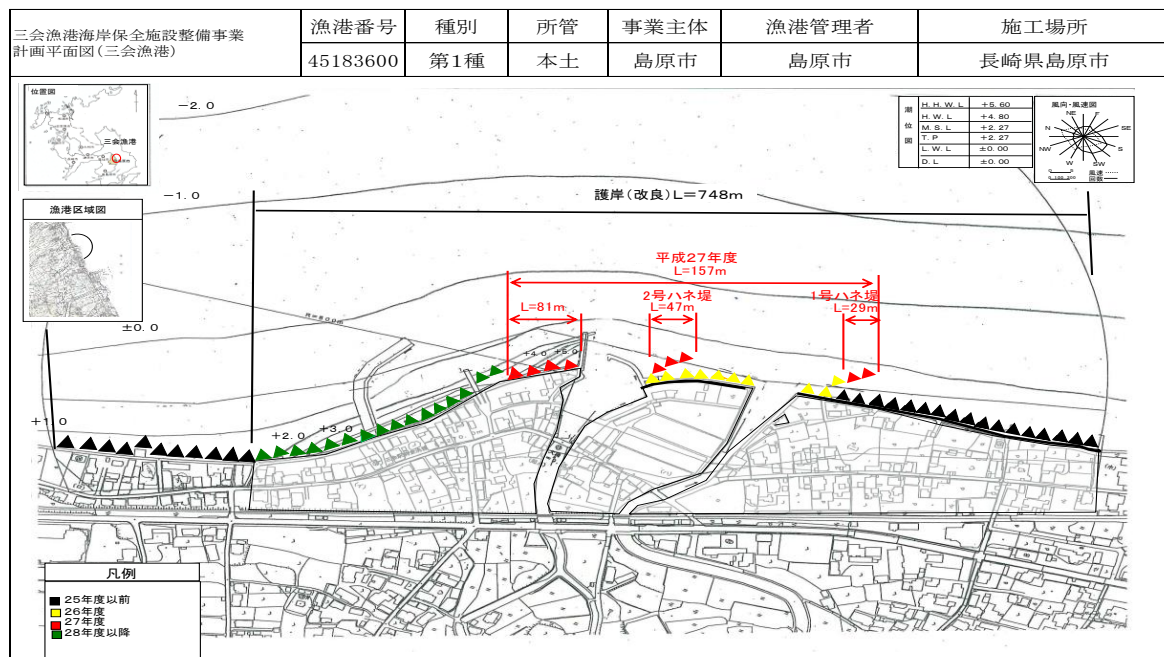 三会漁港海岸保全施設整備事業
計画平面図(三会漁港)
漁港番号 種別 所管 事業主体 漁港管理者 施工場所
45183600 第1種 本土 島原市 島原市 長崎県島原市
位置図
三会漁港
漁港区域図
-2.0
-1.0
±0.0
+1.0
潮位図
H.H.W.L +5.60
H.W.L +4.80
M.S.L +2.27
T.P +2.27
L.W.L ±0.00
D.L ±0.00
風向・風速図
NE
E
N
SE
NW
S
W
SW
風速
回数
護岸(改良)L=748m
平成27年度
L=157m
L=81m
2号ハネ堤
L=47m
1号ハネ堤
L=29m
+4.0
+5.0
+2.0
+3.0
凡例
25年度以前
26年度
27年度
28年度以降